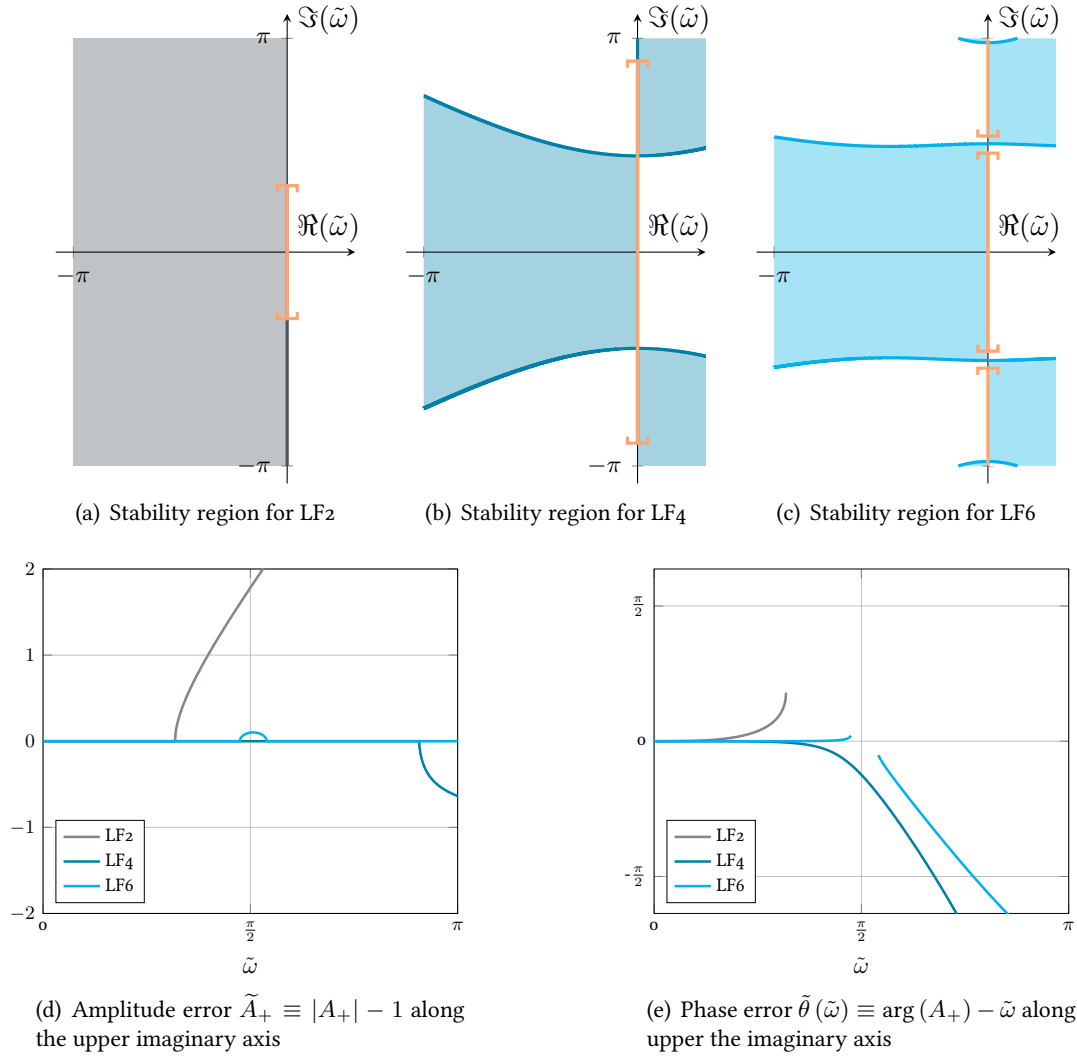 ℑ(ω̃)
π
ℜ(ω̃)
−π
−π
(a) Stability region for LF2
ℑ(ω̃)
π
ℜ(ω̃)
−π
−π
(b) Stability region for LF4
ℑ(ω̃)
π
ℜ(ω̃)
−π
−π
(c) Stability region for LF6
2
1
0
−1
−2
LF2
LF4
LF6
0
π/2
π
ω̃
(d) Amplitude error Ã₊ ≡ |A₊| − 1 along
the upper imaginary axis
π/2
0
-π/2
LF2
LF4
LF6
0
π/2
π
ω̃
(e) Phase error θ̃ (ω̃) ≡ arg (A₊) − ω̃ along
upper the imaginary axis